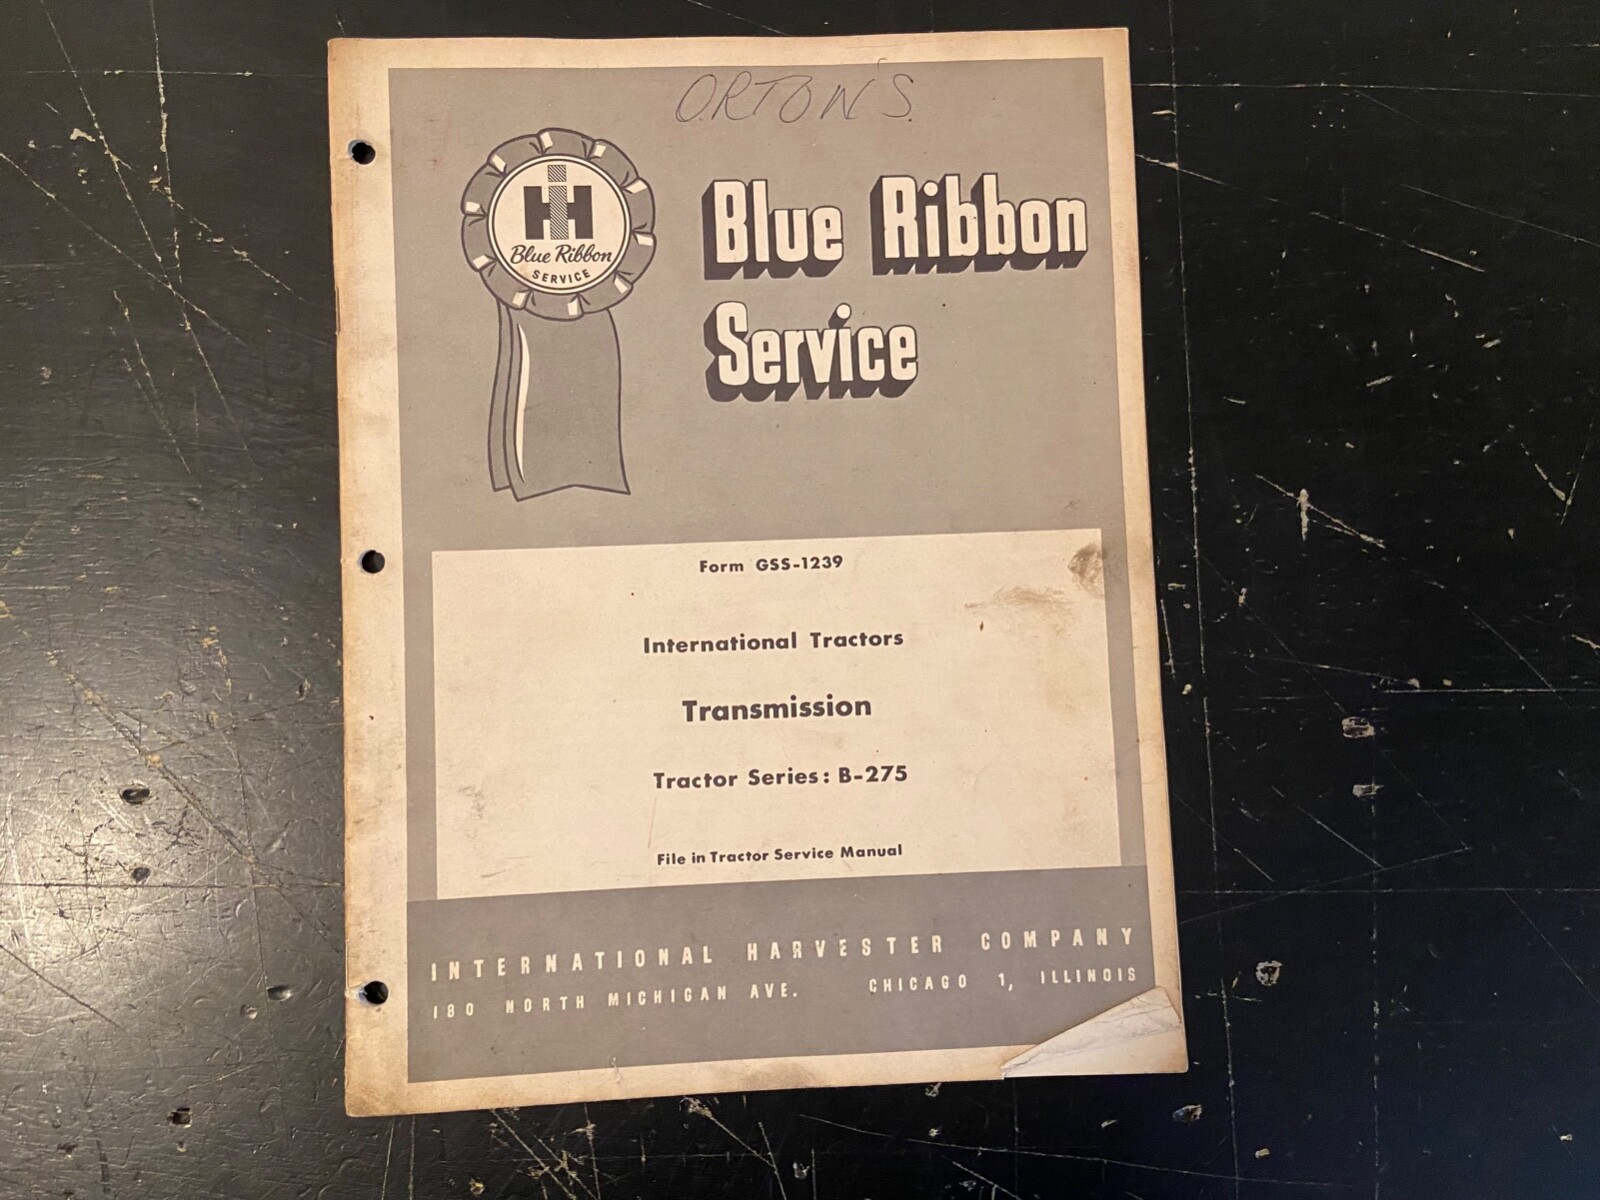 ORTON'S.
IH
Blue Ribbon
SERVICE
Blue Ribbon
Service
Form GSS-1239
International Tractors
Transmission
Tractor Series: B-275
File in Tractor Service Manual
INTERNATIONAL HARVESTER COMPANY
180 NORTH MICHIGAN AVE. CHICAGO 1, ILLINOIS